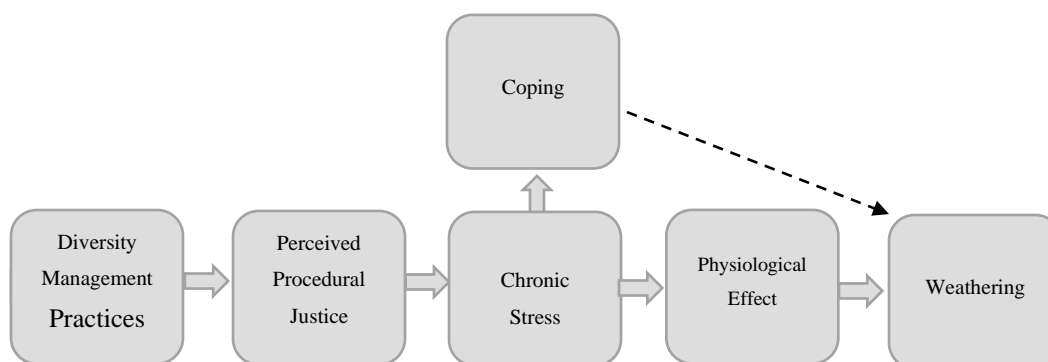 Coping
Diversity
Management
Practices
Perceived
Procedural
Justice
Chronic
Stress
Physiological
Effect
Weathering